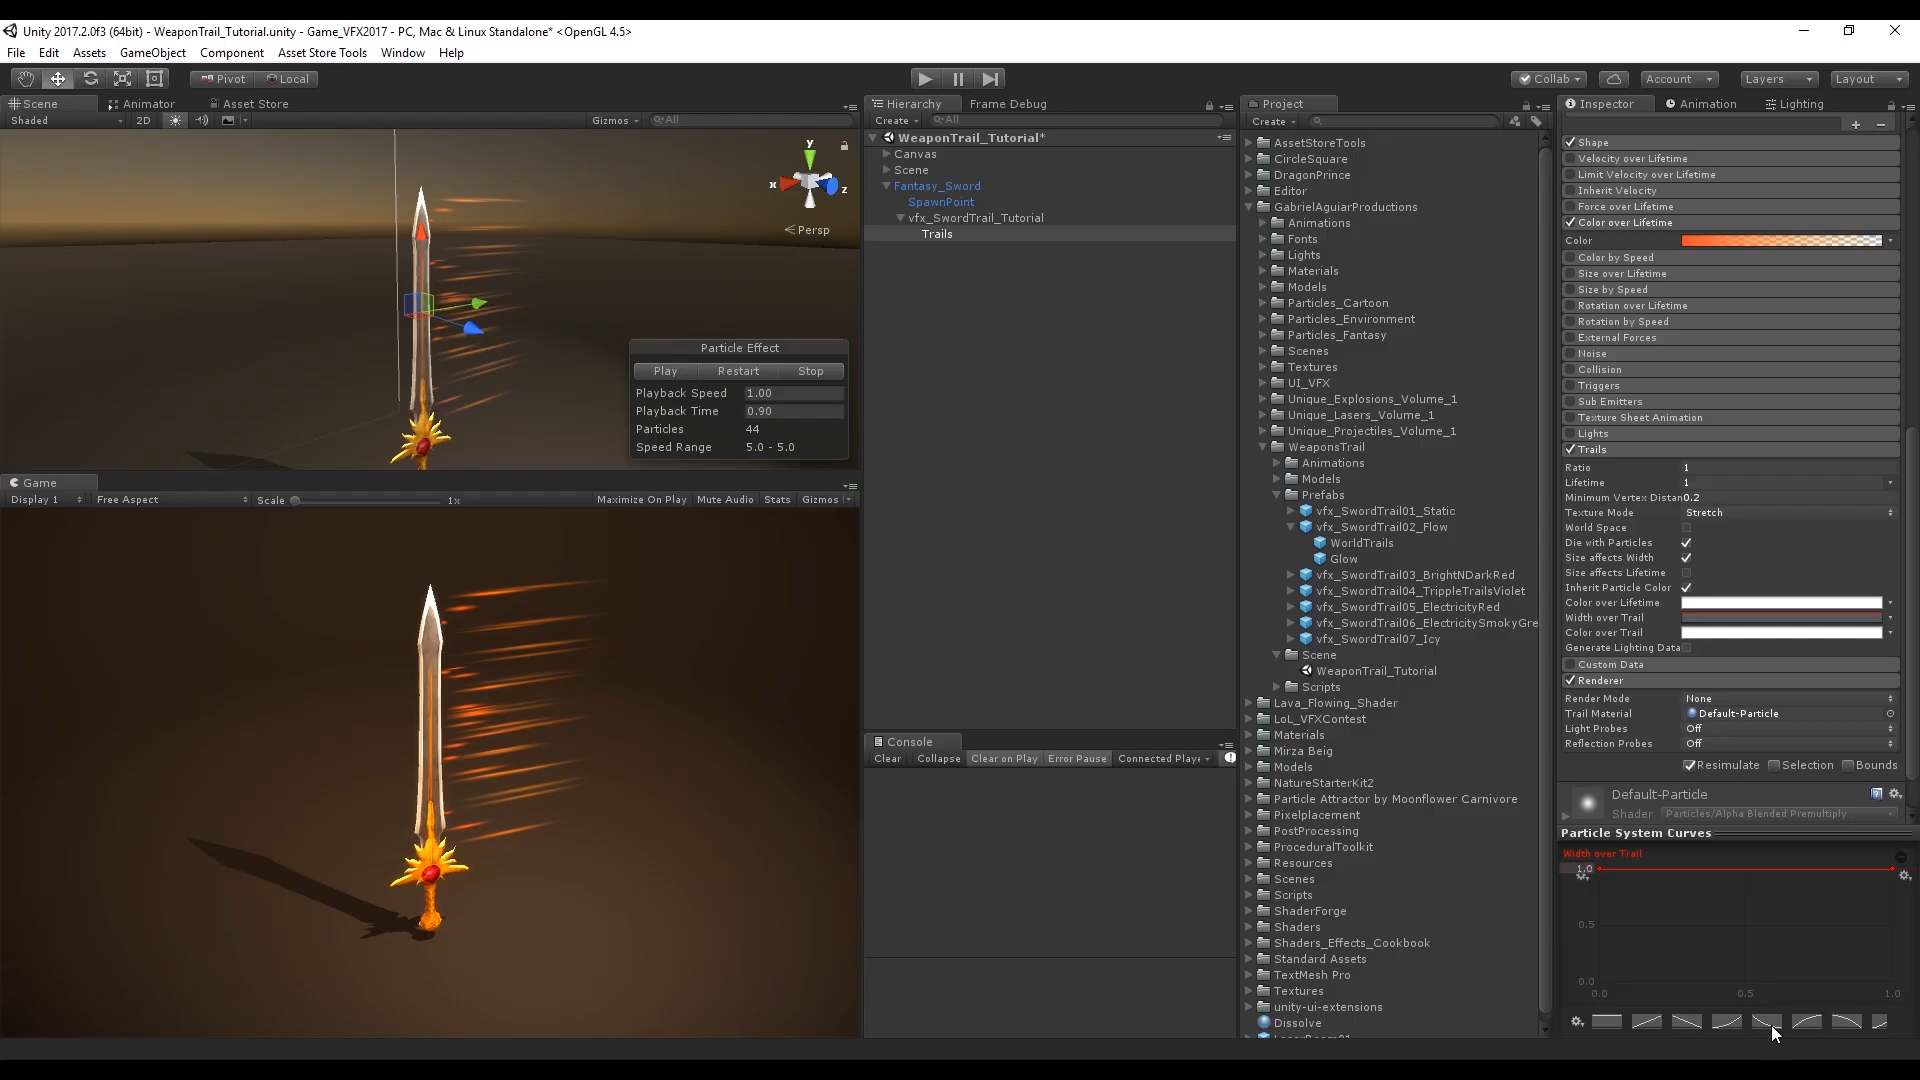 Unity 2017.2.0f3 (64bit) - WeaponTrail_Tutorial.unity - Game_VFX2017 - PC, Mac & Linux Standalone* <OpenGL 4.5>
File Edit Assets GameObject Component Asset Store Tools Window Help
Pivot Local Collab Account Layers Layout
Scene Animator Asset Store
Shaded 2D Gizmos All
y
x
z
Persp
Particle Effect
Play Restart Stop
Playback Speed 1.00
Playback Time 0.90
Particles 44
Speed Range 5.0 - 5.0
Game
Display 1 Free Aspect Scale 1x Maximize On Play Mute Audio Stats Gizmos
Hierarchy Frame Debug
Create All
WeaponTrail_Tutorial*
Canvas
Scene
Fantasy_Sword
SpawnPoint
vfx_SwordTrail_Tutorial
Trails
Console
Clear Collapse Clear on Play Error Pause Connected Playe
Project
Create
AssetStoreTools
CircleSquare
DragonPrince
Editor
GabrielAguiarProductions
Animations
Fonts
Lights
Materials
Models
Particles_Cartoon
Particles_Environment
Particles_Fantasy
Scenes
Textures
UI_VFX
Unique_Explosions_Volume_1
Unique_Lasers_Volume_1
Unique_Projectiles_Volume_1
WeaponsTrail
Animations
Models
Prefabs
vfx_SwordTrail01_Static
vfx_SwordTrail02_Flow
WorldTrails
Glow
vfx_SwordTrail03_BrightNDarkRed
vfx_SwordTrail04_TrippleTrailsViolet
vfx_SwordTrail05_ElectricityRed
vfx_SwordTrail06_ElectricitySmokyGre
vfx_SwordTrail07_Icy
Scene
WeaponTrail_Tutorial
Scripts
Lava_Flowing_Shader
LoL_VFXContest
Materials
Mirza Beig
Models
NatureStarterKit2
Particle Attractor by Moonflower Carnivore
Pixelplacement
PostProcessing
ProceduralToolkit
Resources
Scenes
Scripts
ShaderForge
Shaders
Shaders_Effects_Cookbook
Standard Assets
TextMesh Pro
Textures
unity-ui-extensions
Dissolve
Inspector Animation Lighting
Shape
Velocity over Lifetime
Limit Velocity over Lifetime
Inherit Velocity
Force over Lifetime
Color over Lifetime
Color
Color by Speed
Size over Lifetime
Size by Speed
Rotation over Lifetime
Rotation by Speed
External Forces
Noise
Collision
Triggers
Sub Emitters
Texture Sheet Animation
Lights
Trails
Ratio 1
Lifetime 1
Minimum Vertex Distan 0.2
Texture Mode Stretch
World Space
Die with Particles
Size affects Width
Size affects Lifetime
Inherit Particle Color
Color over Lifetime
Width over Trail
Color over Trail
Generate Lighting Data
Custom Data
Renderer
Render Mode None
Trail Material Default-Particle
Light Probes Off
Reflection Probes Off
Resimulate Selection Bounds
Default-Particle
Shader Particles/Alpha Blended Premultiply
Particle System Curves
Width over Trail
1.0
0.5
0.0
0.0 0.5 1.0